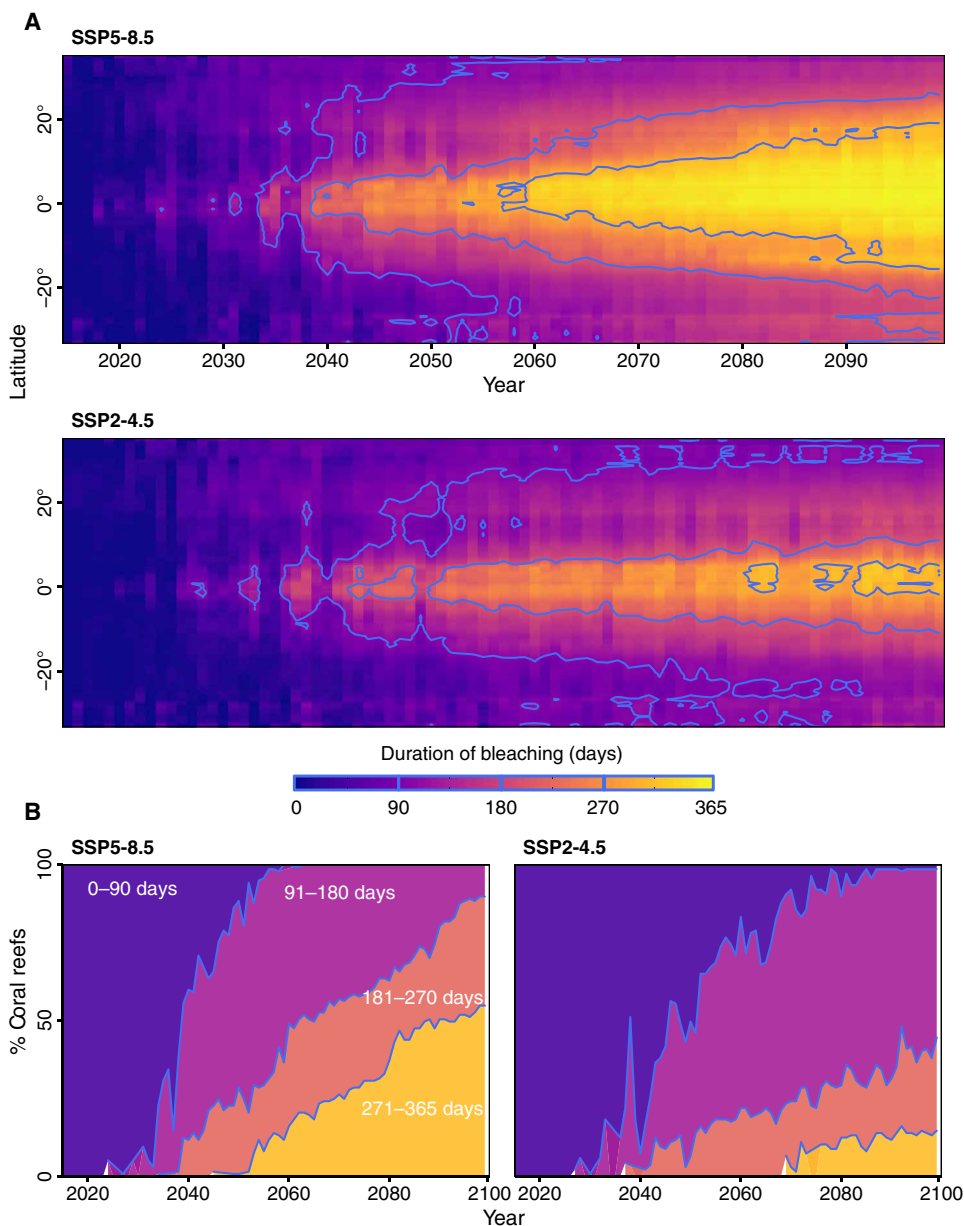 A
SSP5-8.5
20°
0°
−20°
Latitude
2020 2030 2040 2050 2060 2070 2080 2090
Year
SSP2-4.5
20°
0°
−20°
Duration of bleaching (days)
0 90 180 270 365
B
SSP5-8.5 SSP2-4.5
100
50
0
% Coral reefs
0–90 days
91–180 days
181–270 days
271–365 days
2020 2040 2060 2080 2100 2020 2040 2060 2080 2100
Year